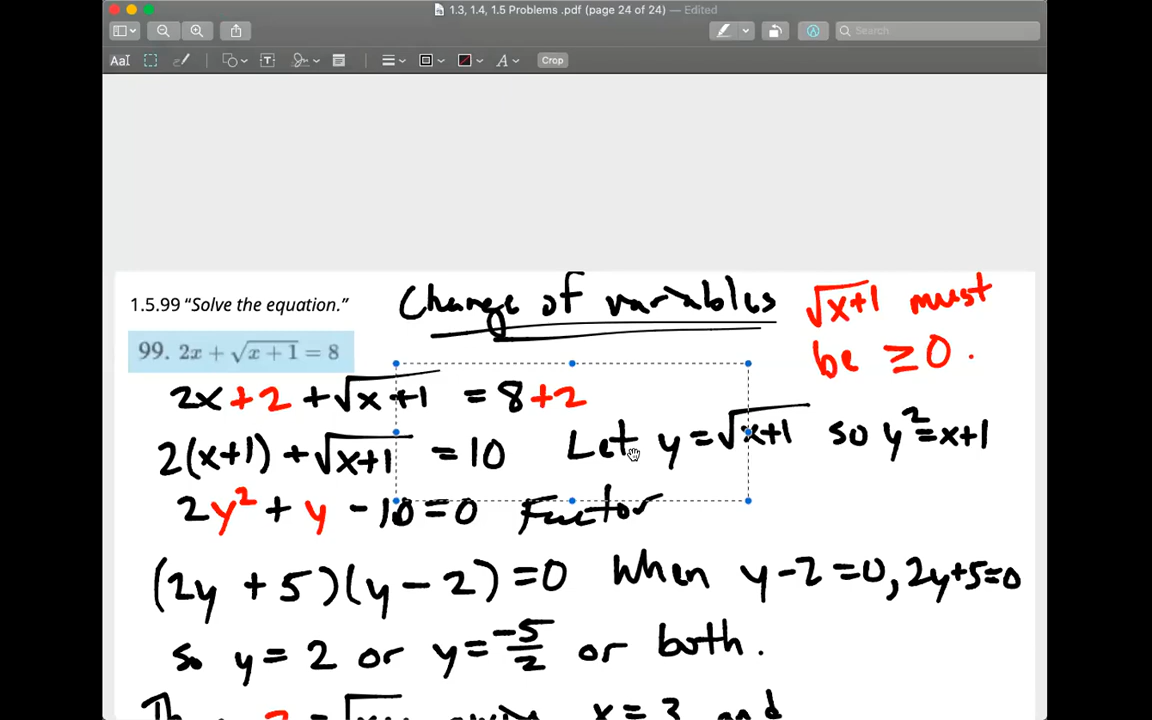 1.3, 1.4, 1.5 Problems .pdf (page 24 of 24) — Edited
Search
AaI
T
A
Crop
1.5.99 “Solve the equation.”
Change of variables
√x+1 must
be ≥0.
99. 2x + √x + 1 = 8
2x +2 + √x+1 = 8 +2
2(x+1) + √x+1 = 10 Let y = √x+1 so y² = x+1
2y² + y - 10 = 0 Factor
(2y + 5)(y - 2) = 0 When y-2=0, 2y+5=0
so y = 2 or y = -5/2 or both.
x = 3 and